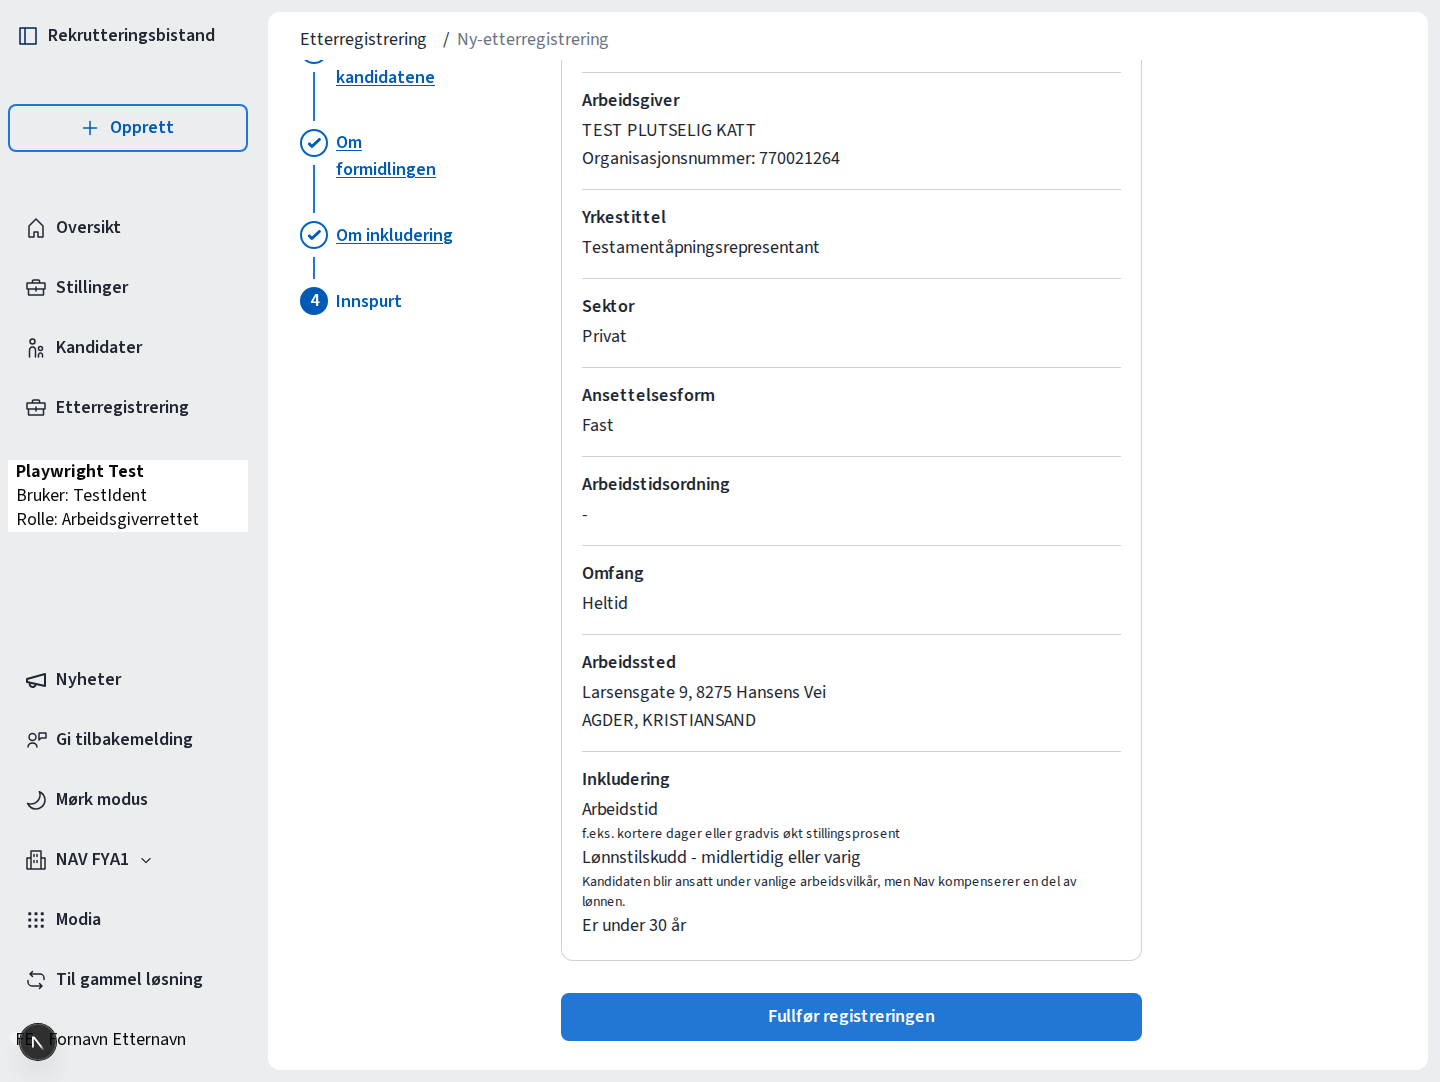 Rekrutteringsbistand
Opprett
Oversikt
Stillinger
Kandidater
Etterregistrering
Playwright Test
Bruker: TestIdent
Rolle: Arbeidsgiverrettet
Nyheter
Gi tilbakemelding
Mørk modus
NAV FYA1
Modia
Til gammel løsning
Fornavn Etternavn
Etterregistrering / Ny-etterregistrering
kandidatene
Om
formidlingen
Om inkludering
4 Innspurt
Arbeidsgiver
TEST PLUTSELIG KATT
Organisasjonsnummer: 770021264
Yrkestittel
Testamentåpningsrepresentant
Sektor
Privat
Ansettelsesform
Fast
Arbeidstidsordning
-
Omfang
Heltid
Arbeidssted
Larsensgate 9, 8275 Hansens Vei
AGDER, KRISTIANSAND
Inkludering
Arbeidstid
f.eks. kortere dager eller gradvis økt stillingsprosent
Lønnstilskudd - midlertidig eller varig
Kandidaten blir ansatt under vanlige arbeidsvilkår, men Nav kompenserer en del av
lønnen.
Er under 30 år
Fullfør registreringen